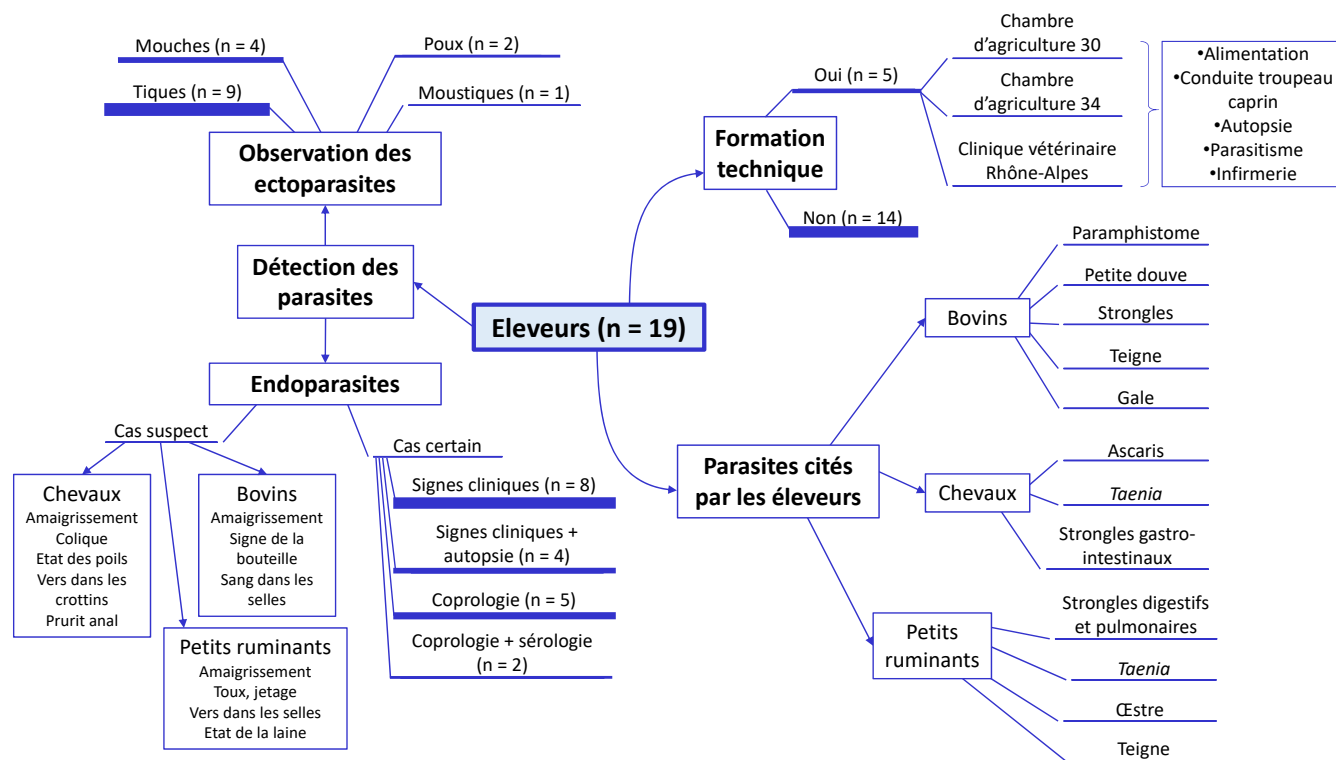 Mouches (n = 4)
Poux (n = 2)
Tiques (n = 9)
Moustiques (n = 1)
Observation des
ectoparasites
Détection des
parasites
Endoparasites
Cas suspect
Chevaux
Amaigrissement
Colique
Etat des poils
Vers dans les
crottins
Prurit anal
Bovins
Amaigrissement
Signe de la
bouteille
Sang dans les
selles
Petits ruminants
Amaigrissement
Toux, jetage
Vers dans les selles
Etat de la laine
Cas certain
Signes cliniques (n = 8)
Signes cliniques +
autopsie (n = 4)
Coprologie (n = 5)
Coprologie + sérologie
(n = 2)
Eleveurs (n = 19)
Formation
technique
Oui (n = 5)
Non (n = 14)
Chambre
d’agriculture 30
Chambre
d’agriculture 34
Clinique vétérinaire
Rhône-Alpes
•Alimentation
•Conduite troupeau
caprin
•Autopsie
•Parasitisme
•Infirmerie
Parasites cités
par les éleveurs
Bovins
Paramphistome
Petite douve
Strongles
Teigne
Gale
Chevaux
Ascaris
Taenia
Strongles gastro-
intestinaux
Petits
ruminants
Strongles digestifs
et pulmonaires
Taenia
Œstre
Teigne